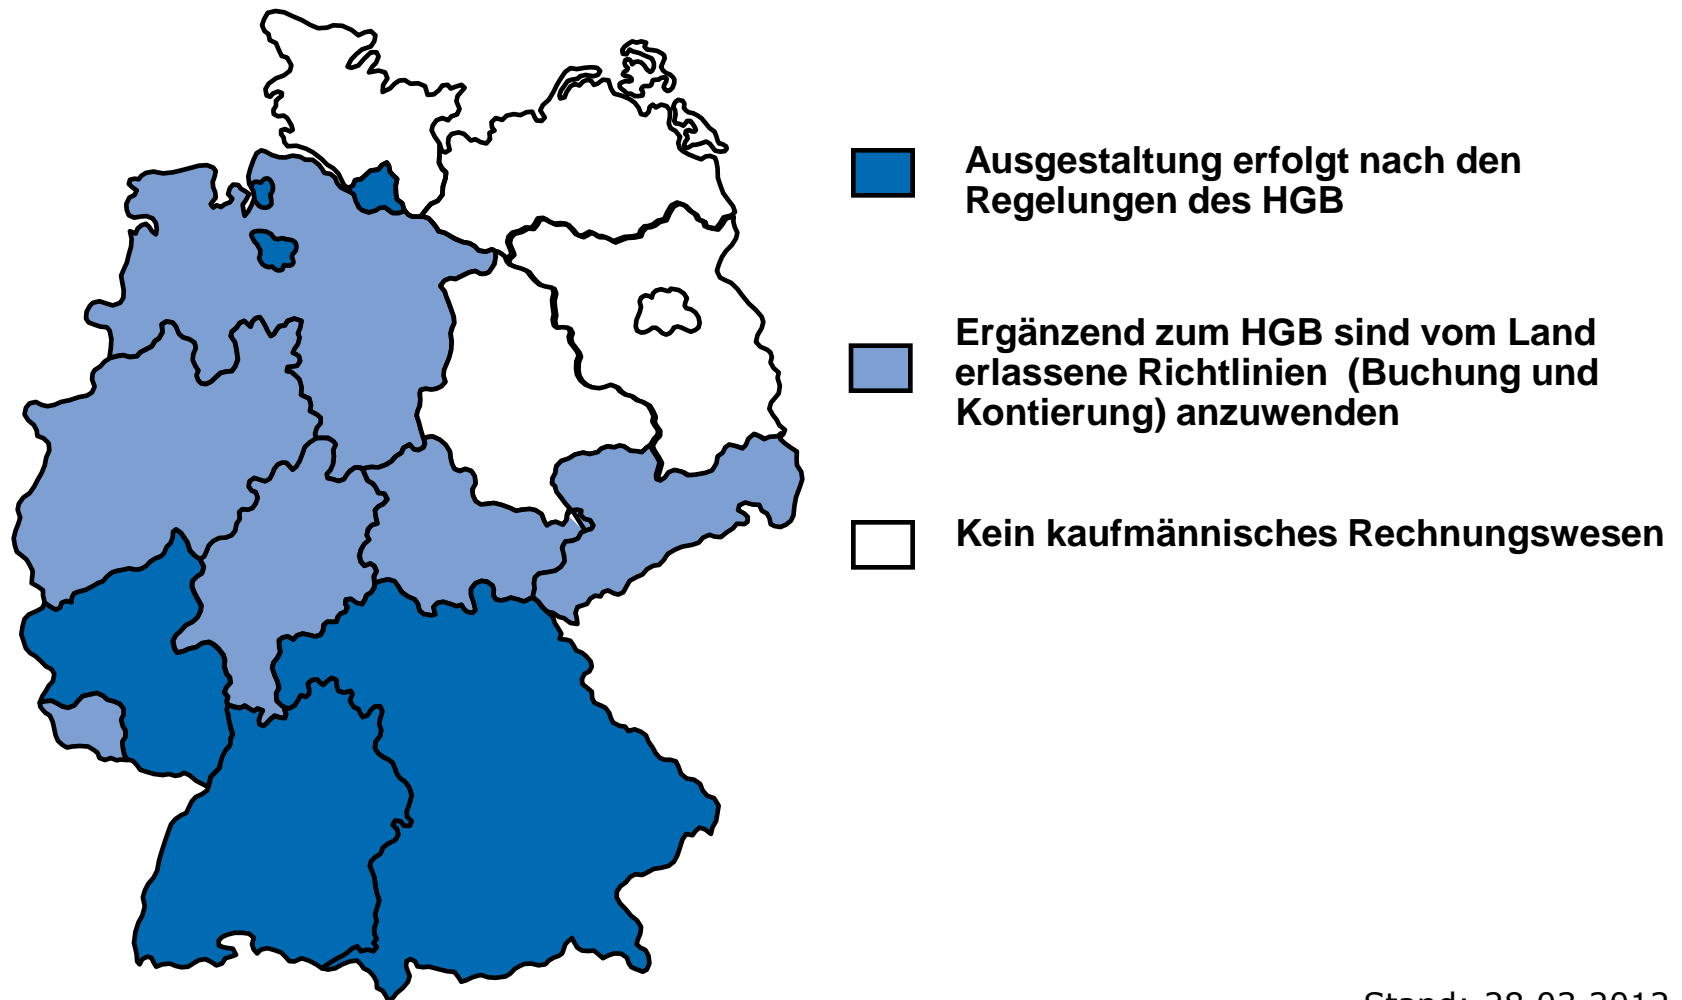 Ausgestaltung erfolgt nach den
Regelungen des HGB
Ergänzend zum HGB sind vom Land
erlassene Richtlinien (Buchung und
Kontierung) anzuwenden
Kein kaufmännisches Rechnungswesen
Stand: